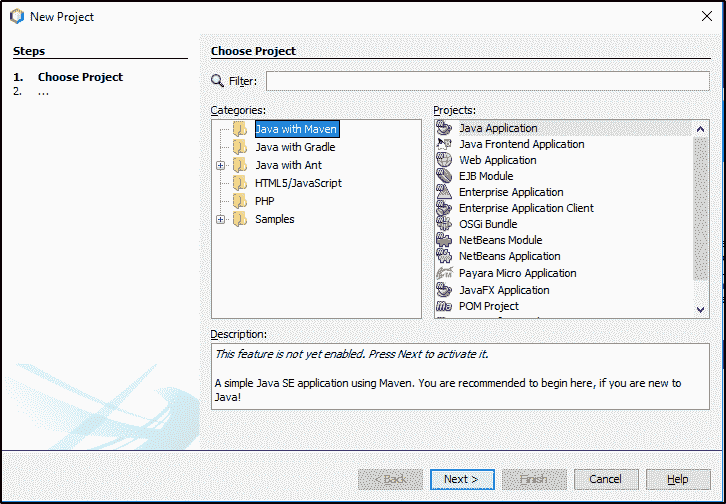 New Project
Steps
1. Choose Project
2. ...
Choose Project
Filter:
Categories:
Java with Maven
Java with Gradle
Java with Ant
HTML5/JavaScript
PHP
Samples
Projects:
Java Application
Java Frontend Application
Web Application
EJB Module
Enterprise Application
Enterprise Application Client
OSGi Bundle
NetBeans Module
NetBeans Application
Payara Micro Application
JavaFX Application
POM Project
Description:
This feature is not yet enabled. Press Next to activate it.
A simple Java SE application using Maven. You are recommended to begin here, if you are new to
Java!
< Back
Next >
Finish
Cancel
Help